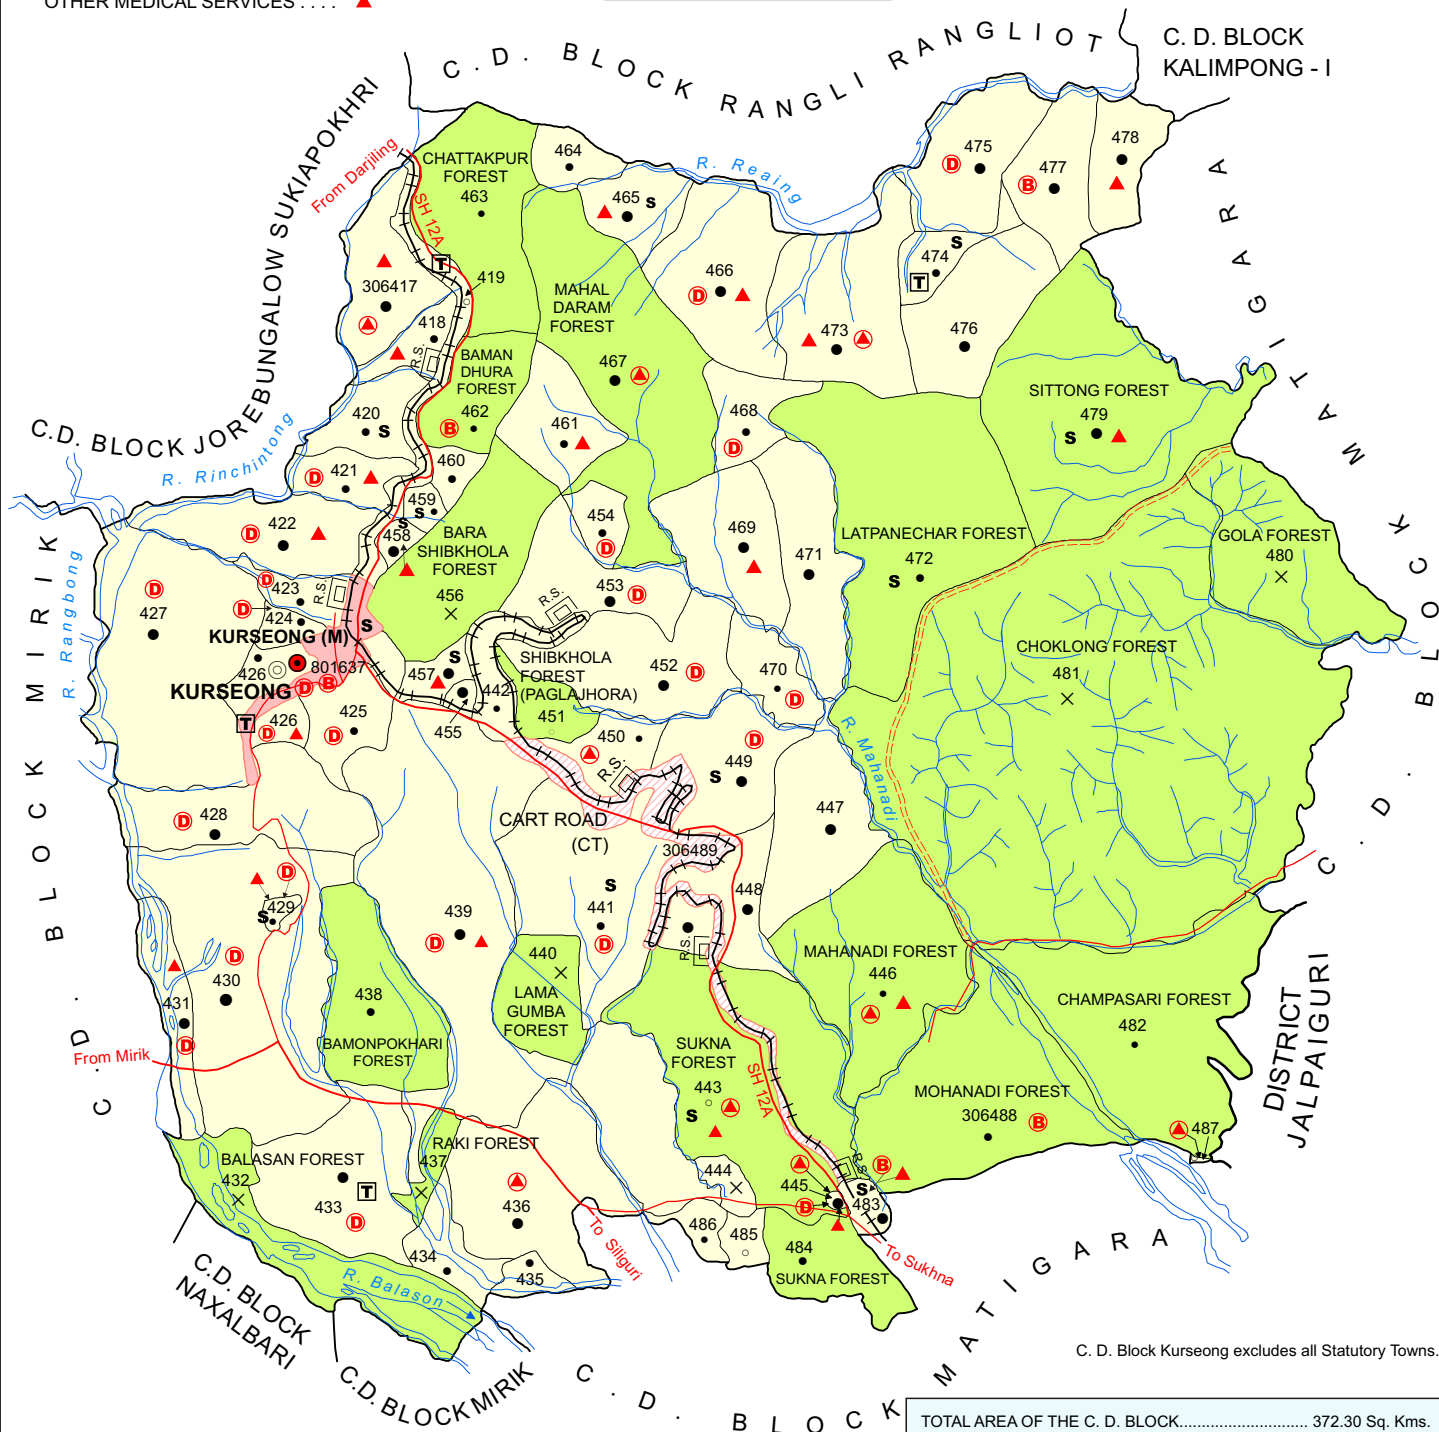 OTHER MEDICAL SERVICES . . . .
C. D. BLOCK RANGLI RANGLIOT
C. D. BLOCK
KALIMPONG - I
C.D. BLOCK JOREBUNGALOW SUKIAPOKHRI
From Darjiling
CHATTAKPUR
FOREST
463
464
R. Reaing
465 S
475
D
477
B
478
SH 12A
T
419
306417
418
R.S.
MAHAL
DARAM
FOREST
466
D
467
473
474
S
T
476
C. D. BLOCK MATIGARA
BAMAN
DHURA
FOREST
462
B
420 S
R. Rinchintong
461
468
D
SITTONG FOREST
479
S
421
D
460
459
S
S
458
422
D
BARA
SHIBKHOLA
FOREST
456
454
D
469
471
LATPANECHAR FOREST
472
S
GOLA FOREST
480
R. Rangbong
427
D
D
423
D
424
R.S.
KURSEONG (M)
S
426
801637
KURSEONG
D B
T
426
D
425
D
453
D
R.S.
SHIBKHOLA
FOREST
(PAGLAJHORA)
451
457
S
455
442
452
D
470
D
CHOKLONG FOREST
481
450
R.S.
449
S
D
R. Mahanadi
447
428
D
CART ROAD
(CT)
306489
C. D. BLOCK MIRIK
D
429
S
439
D
S
441
D
448
430
D
431
D
438
BAMONPOKHARI
FOREST
440
LAMA
GUMBA
FOREST
R.S.
MAHANADI FOREST
446
CHAMPASARI FOREST
482
DISTRICT
JALPAIGURI
From Mirik
SUKNA
FOREST
443
S
SH 12A
MOHANADI FOREST
306488
B
487
BALASAN FOREST
432
433
T
D
RAKI FOREST
437
436
444
445
D
R.S.
B
S
483
434
435
To Siliguri
486
485
484
SUKNA FOREST
To Sukhna
R. Balason
C.D. BLOCK
NAXALBARI
C.D. BLOCK MIRIK
C. D. BLOCK MATIGARA
C. D. Block Kurseong excludes all Statutory Towns.
TOTAL AREA OF THE C. D. BLOCK............................. 372.30 Sq. Kms.